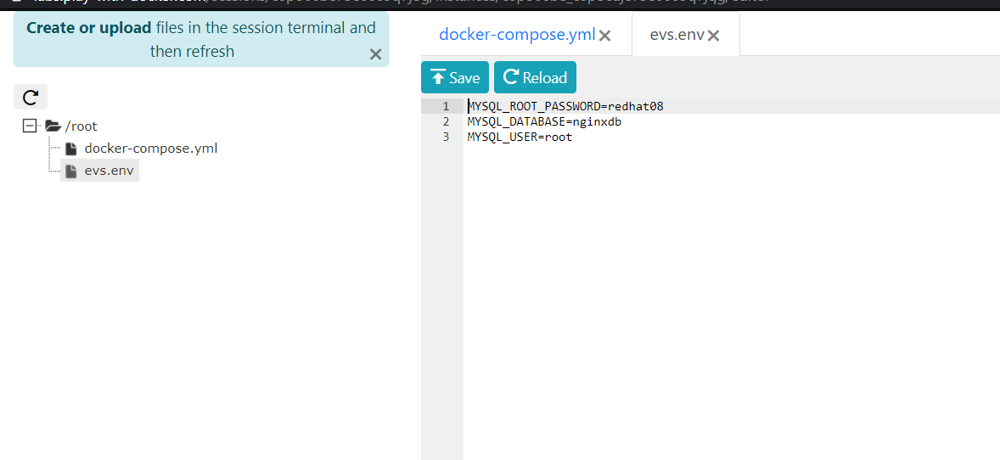 Create or upload files in the session terminal and
then refresh
/root
docker-compose.yml
evs.env
docker-compose.yml
evs.env
Save
Reload
1 MYSQL_ROOT_PASSWORD=redhat08
2 MYSQL_DATABASE=nginxdb
3 MYSQL_USER=root